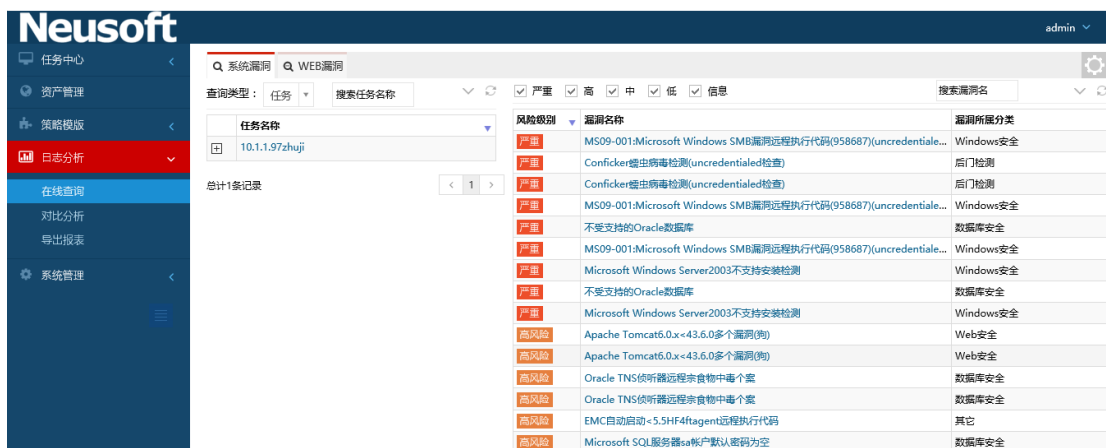 Neusoft
admin
任务中心
资产管理
策略模版
日志分析
在线查询
对比分析
导出报表
系统管理
系统漏洞 WEB漏洞
查询类型： 任务 搜索任务名称
任务名称
10.1.1.97zhuji
总计1条记录 < 1 >
严重 高 中 低 信息 搜索漏洞名
风险级别 漏洞名称 漏洞所属分类
严重 MS09-001:Microsoft Windows SMB漏洞远程执行代码(958687)(uncredentiale... Windows安全
严重 Conficker蠕虫病毒检测(uncredentialed检查) 后门检测
严重 Conficker蠕虫病毒检测(uncredentialed检查) 后门检测
严重 MS09-001:Microsoft Windows SMB漏洞远程执行代码(958687)(uncredentiale... Windows安全
严重 不受支持的Oracle数据库 数据库安全
严重 MS09-001:Microsoft Windows SMB漏洞远程执行代码(958687)(uncredentiale... Windows安全
严重 Microsoft Windows Server2003不支持安装检测 Windows安全
严重 不受支持的Oracle数据库 数据库安全
严重 Microsoft Windows Server2003不支持安装检测 Windows安全
高风险 Apache Tomcat6.0.x<43.6.0多个漏洞(狗) Web安全
高风险 Apache Tomcat6.0.x<43.6.0多个漏洞(狗) Web安全
高风险 Oracle TNS侦听器远程宗食物中毒个案 数据库安全
高风险 Oracle TNS侦听器远程宗食物中毒个案 数据库安全
高风险 EMC自动启动<5.5HF4ftagent远程执行代码 其它
高风险 Microsoft SQL服务器sa帐户默认密码为空 数据库安全